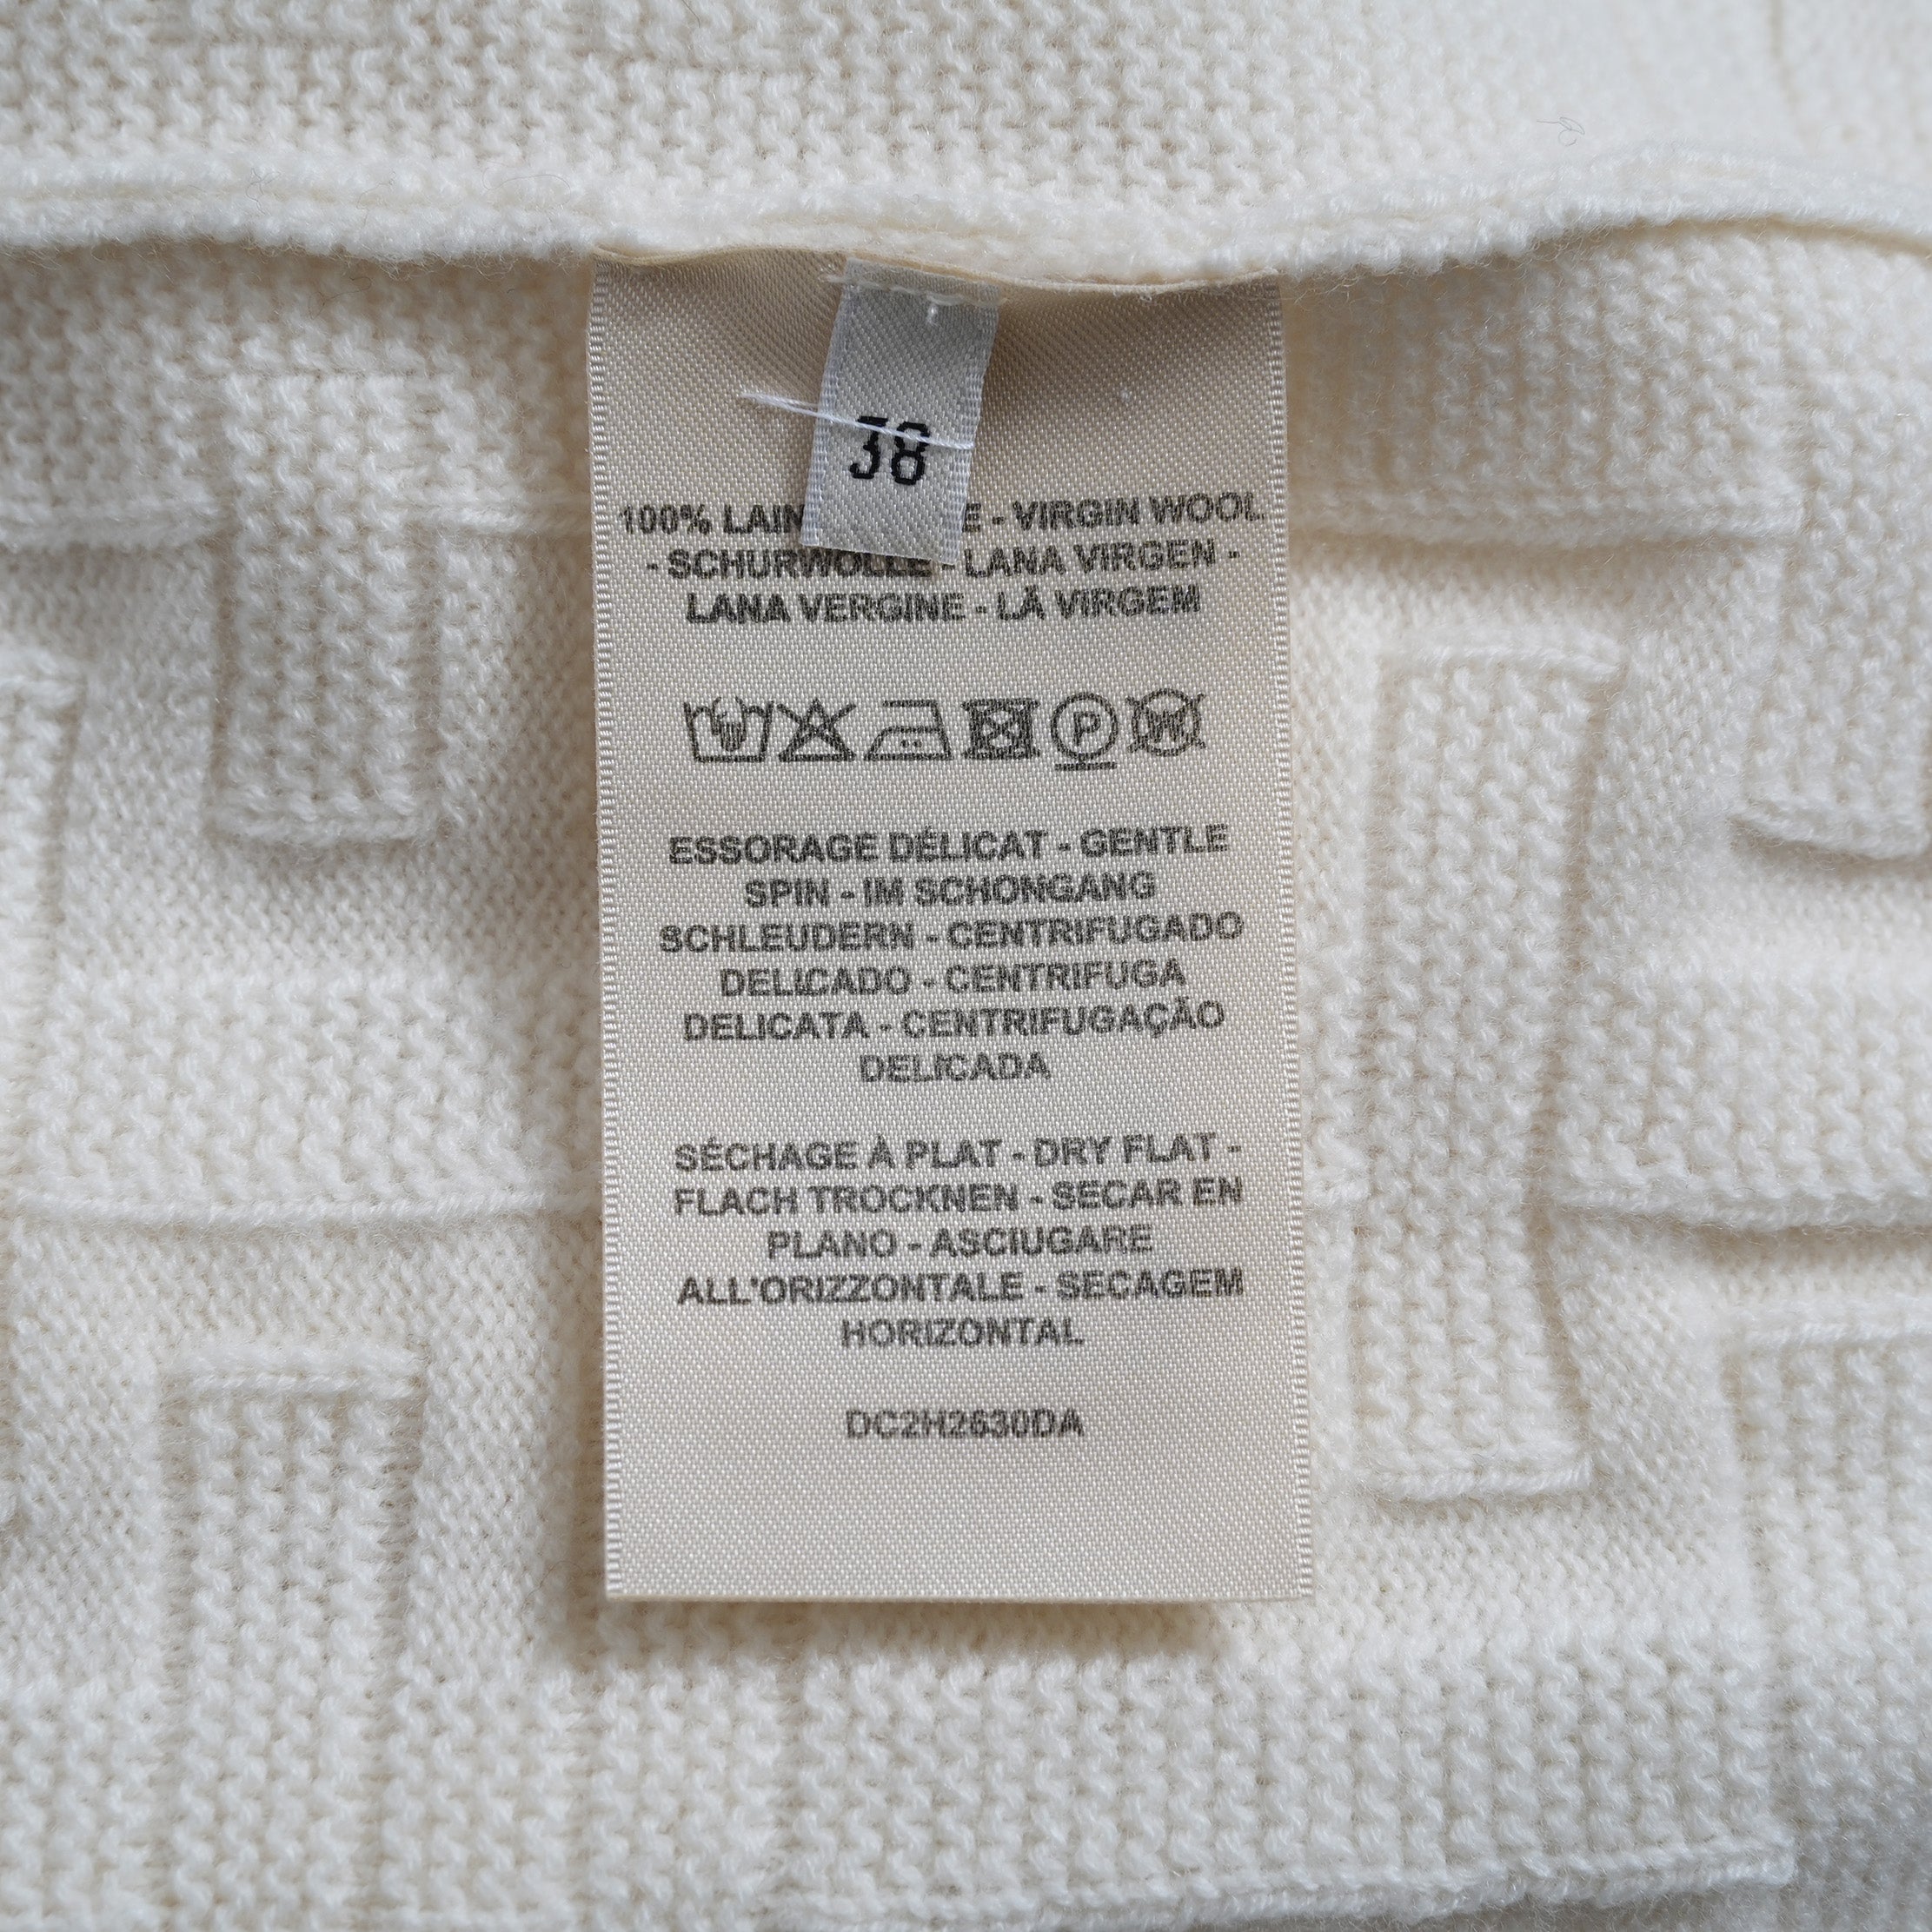 38
100% LAIN E - VIRGIN WOOL
- SCHURWOLLE - LANA VIRGEN -
LANA VERGINE - LÃ VIRGEM
P W
ESSORAGE DÉLICAT - GENTLE
SPIN - IM SCHONGANG
SCHLEUDERN - CENTRIFUGADO
DELICADO - CENTRIFUGA
DELICATA - CENTRIFUGAÇÃO
DELICADA
SÉCHAGE À PLAT - DRY FLAT -
FLACH TROCKNEN - SECAR EN
PLANO - ASCIUGARE
ALL'ORIZZONTALE - SECAGEM
HORIZONTAL
DC2H2630DA